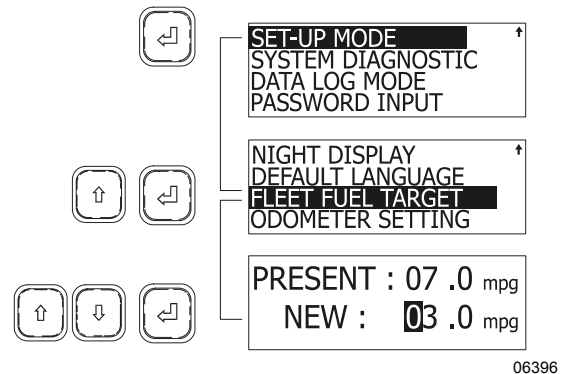 SET-UP MODE
SYSTEM DIAGNOSTIC
DATA LOG MODE
PASSWORD INPUT
NIGHT DISPLAY
DEFAULT LANGUAGE
FLEET FUEL TARGET
ODOMETER SETTING
PRESENT : 07 .0 mpg
NEW : 03 .0 mpg
06396